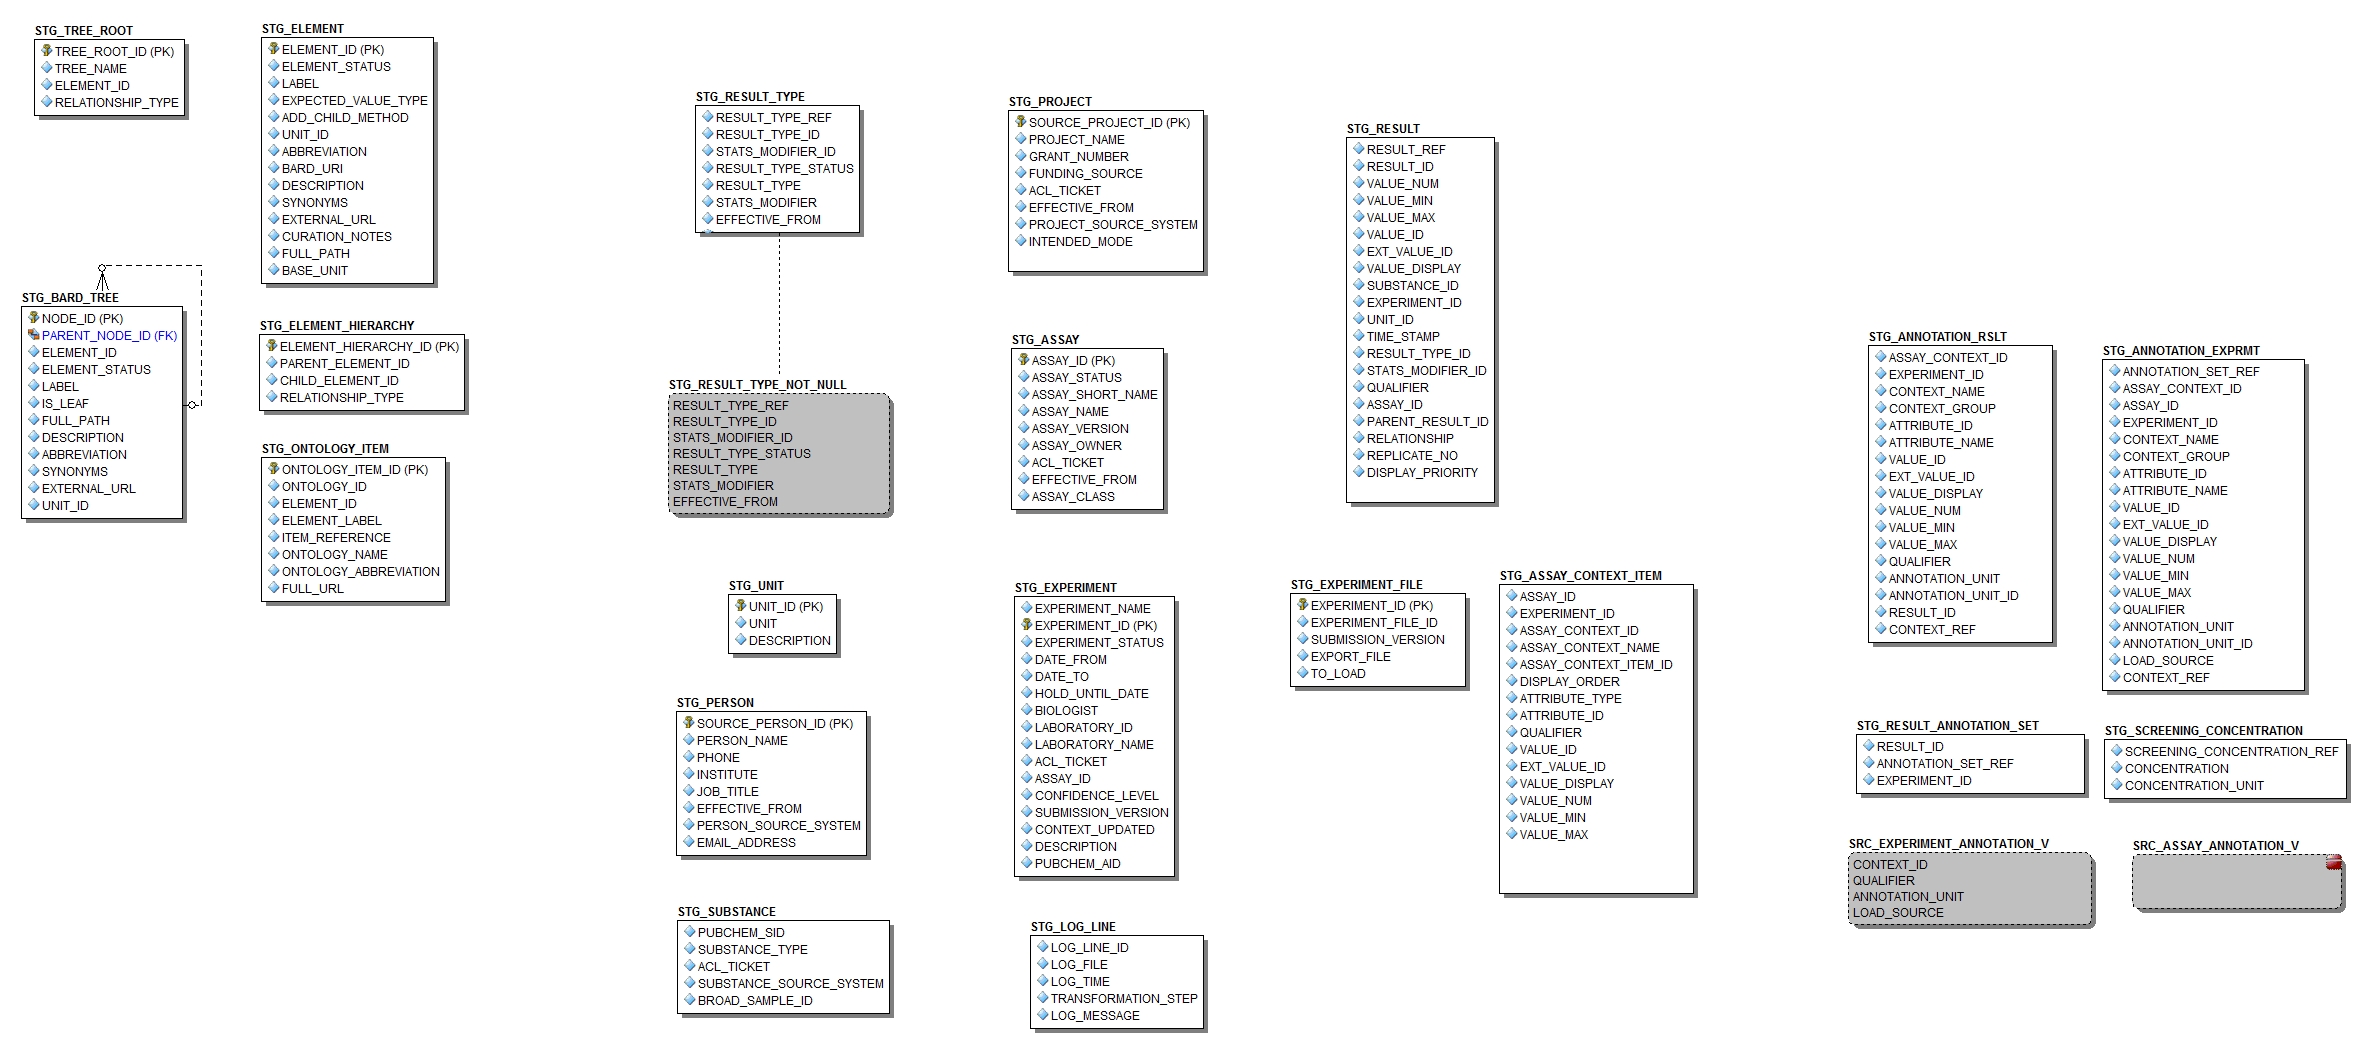 STG_TREE_ROOT
TREE_ROOT_ID (PK)
TREE_NAME
ELEMENT_ID
RELATIONSHIP_TYPE
STG_BARD_TREE
NODE_ID (PK)
PARENT_NODE_ID (FK)
ELEMENT_ID
ELEMENT_STATUS
LABEL
IS_LEAF
FULL_PATH
DESCRIPTION
ABBREVIATION
SYNONYMS
EXTERNAL_URL
UNIT_ID
STG_ELEMENT
ELEMENT_ID (PK)
ELEMENT_STATUS
LABEL
EXPECTED_VALUE_TYPE
ADD_CHILD_METHOD
UNIT_ID
ABBREVIATION
BARD_URI
DESCRIPTION
SYNONYMS
EXTERNAL_URL
CURATION_NOTES
FULL_PATH
BASE_UNIT
STG_ELEMENT_HIERARCHY
ELEMENT_HIERARCHY_ID (PK)
PARENT_ELEMENT_ID
CHILD_ELEMENT_ID
RELATIONSHIP_TYPE
STG_ONTOLOGY_ITEM
ONTOLOGY_ITEM_ID (PK)
ONTOLOGY_ID
ELEMENT_ID
ELEMENT_LABEL
ITEM_REFERENCE
ONTOLOGY_NAME
ONTOLOGY_ABBREVIATION
FULL_URL
STG_RESULT_TYPE
RESULT_TYPE_REF
RESULT_TYPE_ID
STATS_MODIFIER_ID
RESULT_TYPE_STATUS
RESULT_TYPE
STATS_MODIFIER
EFFECTIVE_FROM
STG_RESULT_TYPE_NOT_NULL
RESULT_TYPE_REF
RESULT_TYPE_ID
STATS_MODIFIER_ID
RESULT_TYPE_STATUS
RESULT_TYPE
STATS_MODIFIER
EFFECTIVE_FROM
STG_UNIT
UNIT_ID (PK)
UNIT
DESCRIPTION
STG_PERSON
SOURCE_PERSON_ID (PK)
PERSON_NAME
PHONE
INSTITUTE
JOB_TITLE
EFFECTIVE_FROM
PERSON_SOURCE_SYSTEM
EMAIL_ADDRESS
STG_SUBSTANCE
PUBCHEM_SID
SUBSTANCE_TYPE
ACL_TICKET
SUBSTANCE_SOURCE_SYSTEM
BROAD_SAMPLE_ID
STG_PROJECT
SOURCE_PROJECT_ID (PK)
PROJECT_NAME
GRANT_NUMBER
FUNDING_SOURCE
ACL_TICKET
EFFECTIVE_FROM
PROJECT_SOURCE_SYSTEM
INTENDED_MODE
STG_ASSAY
ASSAY_ID (PK)
ASSAY_STATUS
ASSAY_SHORT_NAME
ASSAY_NAME
ASSAY_VERSION
ASSAY_OWNER
ACL_TICKET
EFFECTIVE_FROM
ASSAY_CLASS
STG_EXPERIMENT
EXPERIMENT_NAME
EXPERIMENT_ID (PK)
EXPERIMENT_STATUS
DATE_FROM
DATE_TO
HOLD_UNTIL_DATE
BIOLOGIST
LABORATORY_ID
LABORATORY_NAME
ACL_TICKET
ASSAY_ID
CONFIDENCE_LEVEL
SUBMISSION_VERSION
CONTEXT_UPDATED
DESCRIPTION
PUBCHEM_AID
STG_LOG_LINE
LOG_LINE_ID
LOG_FILE
LOG_TIME
TRANSFORMATION_STEP
LOG_MESSAGE
STG_RESULT
RESULT_REF
RESULT_ID
VALUE_NUM
VALUE_MIN
VALUE_MAX
VALUE_ID
EXT_VALUE_ID
VALUE_DISPLAY
SUBSTANCE_ID
EXPERIMENT_ID
UNIT_ID
TIME_STAMP
RESULT_TYPE_ID
STATS_MODIFIER_ID
QUALIFIER
ASSAY_ID
PARENT_RESULT_ID
RELATIONSHIP
REPLICATE_NO
DISPLAY_PRIORITY
STG_EXPERIMENT_FILE
EXPERIMENT_ID (PK)
EXPERIMENT_FILE_ID
SUBMISSION_VERSION
EXPORT_FILE
TO_LOAD
STG_ASSAY_CONTEXT_ITEM
ASSAY_ID
EXPERIMENT_ID
ASSAY_CONTEXT_ID
ASSAY_CONTEXT_NAME
ASSAY_CONTEXT_ITEM_ID
DISPLAY_ORDER
ATTRIBUTE_TYPE
ATTRIBUTE_ID
QUALIFIER
VALUE_ID
EXT_VALUE_ID
VALUE_DISPLAY
VALUE_NUM
VALUE_MIN
VALUE_MAX
STG_ANNOTATION_RSLT
ASSAY_CONTEXT_ID
EXPERIMENT_ID
CONTEXT_NAME
CONTEXT_GROUP
ATTRIBUTE_ID
ATTRIBUTE_NAME
VALUE_ID
EXT_VALUE_ID
VALUE_DISPLAY
VALUE_NUM
VALUE_MIN
VALUE_MAX
QUALIFIER
ANNOTATION_UNIT
ANNOTATION_UNIT_ID
RESULT_ID
CONTEXT_REF
STG_ANNOTATION_EXPRMT
ANNOTATION_SET_REF
ASSAY_CONTEXT_ID
ASSAY_ID
EXPERIMENT_ID
CONTEXT_NAME
CONTEXT_GROUP
ATTRIBUTE_ID
ATTRIBUTE_NAME
VALUE_ID
EXT_VALUE_ID
VALUE_DISPLAY
VALUE_NUM
VALUE_MIN
VALUE_MAX
QUALIFIER
ANNOTATION_UNIT
ANNOTATION_UNIT_ID
LOAD_SOURCE
CONTEXT_REF
STG_RESULT_ANNOTATION_SET
RESULT_ID
ANNOTATION_SET_REF
EXPERIMENT_ID
STG_SCREENING_CONCENTRATION
SCREENING_CONCENTRATION_REF
CONCENTRATION
CONCENTRATION_UNIT
SRC_EXPERIMENT_ANNOTATION_V
CONTEXT_ID
QUALIFIER
ANNOTATION_UNIT
LOAD_SOURCE
SRC_ASSAY_ANNOTATION_V